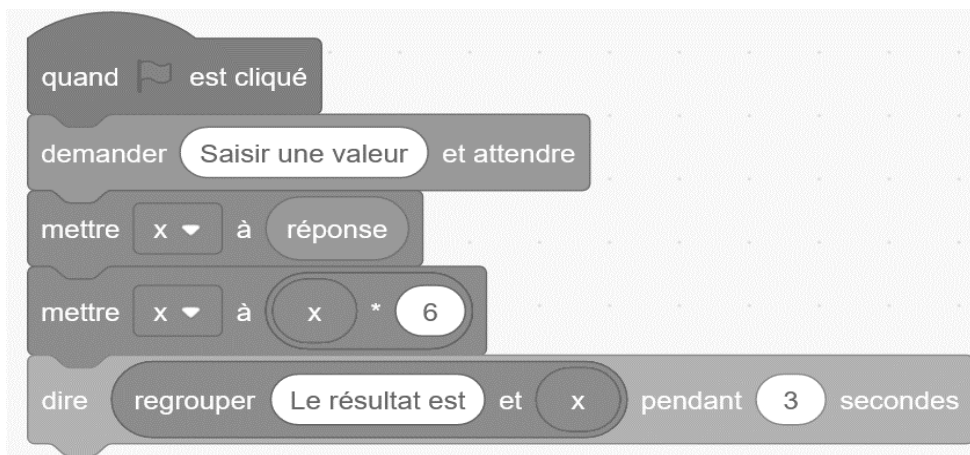 quand est cliqué
demander Saisir une valeur et attendre
mettre x à réponse
mettre x à x * 6
dire regrouper Le résultat est et x pendant 3 secondes